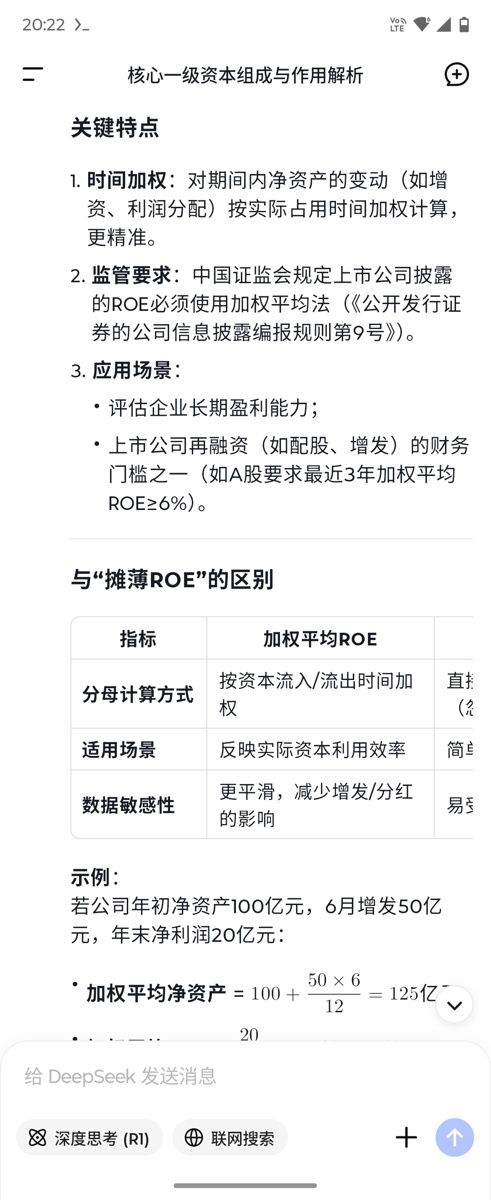 20:22
Vo
LTE
核心一级资本组成与作用解析
关键特点
1. 时间加权：对期间内净资产的变动（如增
资、利润分配）按实际占用时间加权计算，
更精准。
2. 监管要求：中国证监会规定上市公司披露
的ROE必须使用加权平均法（《公开发行证
券的公司信息披露编报规则第9号》）。
3. 应用场景：
• 评估企业长期盈利能力；
• 上市公司再融资（如配股、增发）的财务
门槛之一（如A股要求最近3年加权平均
ROE≥6%）。
与“摊薄ROE”的区别
指标 加权平均ROE
分母计算方式 按资本流入/流出时间加
权
适用场景 反映实际资本利用效率 简单
数据敏感性 更平滑，减少增发/分红
的影响 易受
示例：
若公司年初净资产100亿元，6月增发50亿
元，年末净利润20亿元：
• 加权平均净资产 = 100 + 50 × 6 / 12 = 125亿
20
给 DeepSeek 发送消息
深度思考 (R1) 联网搜索